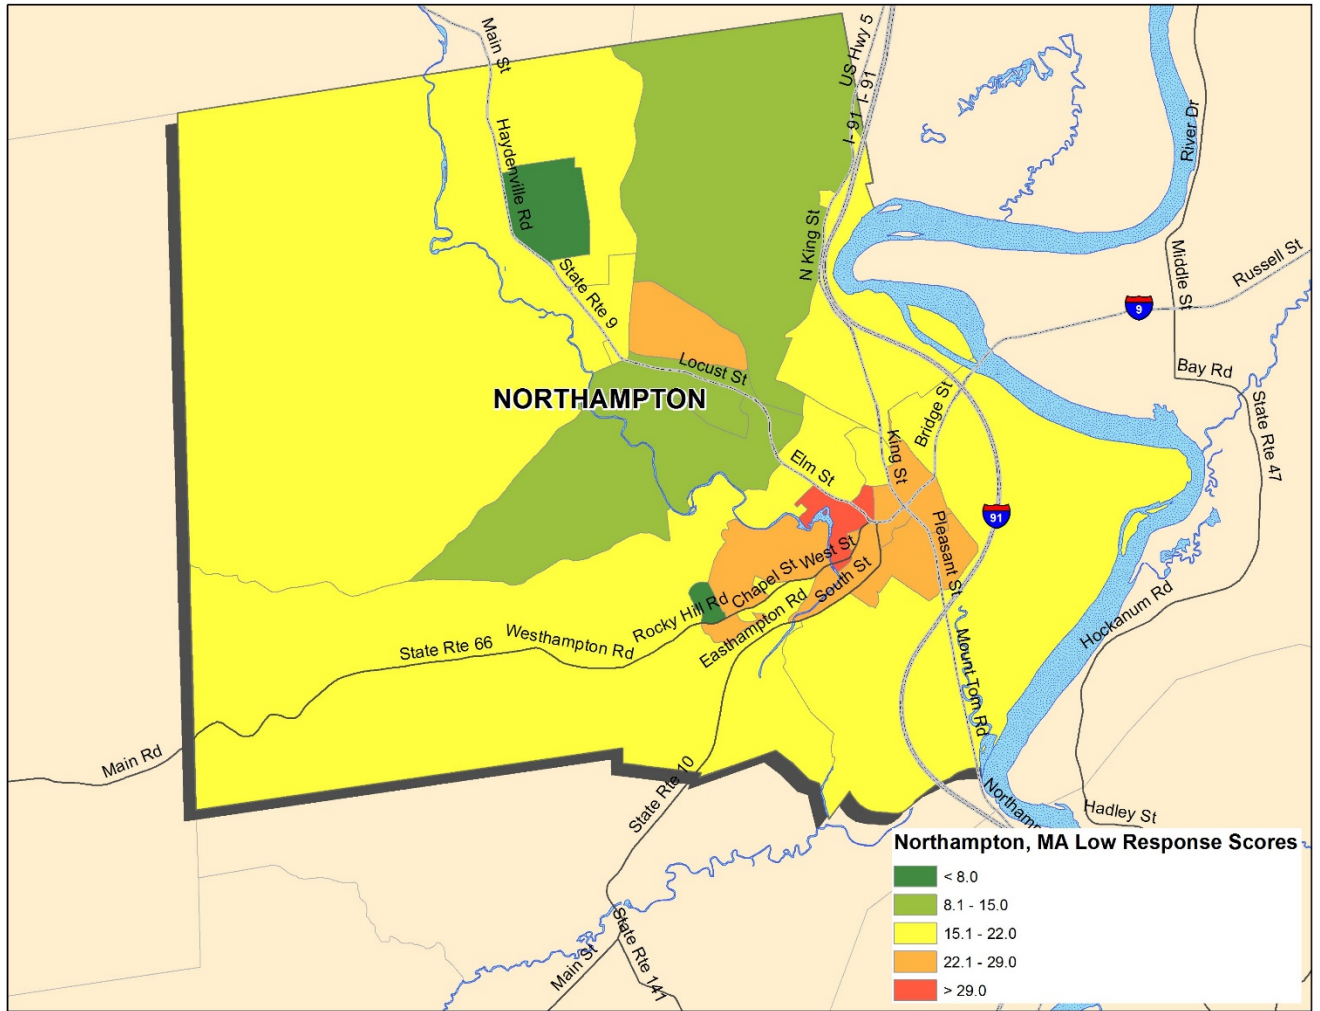 Main St
US Hwy 5
I- 91
I- 91
Haydenville Rd
River Dr
N King St
Middle St
Russell St
State Rte 9
9
Locust St
Bay Rd
NORTHAMPTON
Bridge St
State Rte 47
King St
Elm St
91
Pleasant St
West St
Chapel St
South St
Rocky Hill Rd
Easthampton Rd
Hockanum Rd
Westhampton Rd
State Rte 66
Mount Tom Rd
Main Rd
State Rte 10
Northamp
Hadley St
Northampton, MA Low Response Scores
< 8.0
8.1 - 15.0
15.1 - 22.0
22.1 - 29.0
> 29.0
State Rte 141
Main St